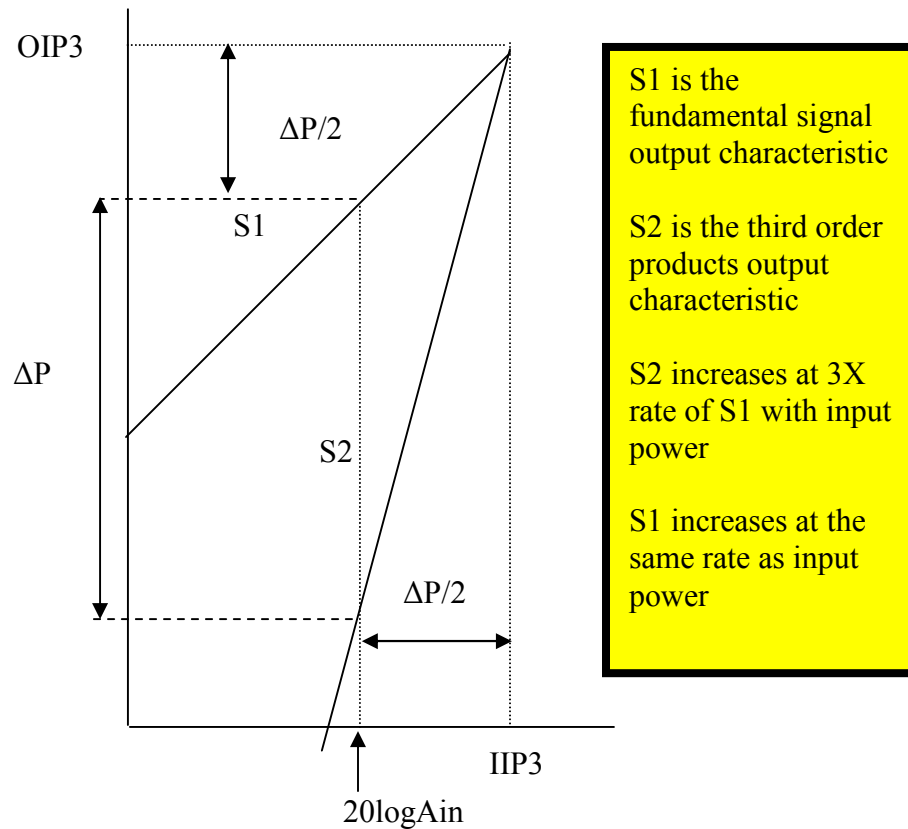 OIP3
ΔP/2
S1
ΔP
S2
ΔP/2
IIP3
20logAin
S1 is the
fundamental signal
output characteristic
S2 is the third order
products output
characteristic
S2 increases at 3X
rate of S1 with input
power
S1 increases at the
same rate as input
power